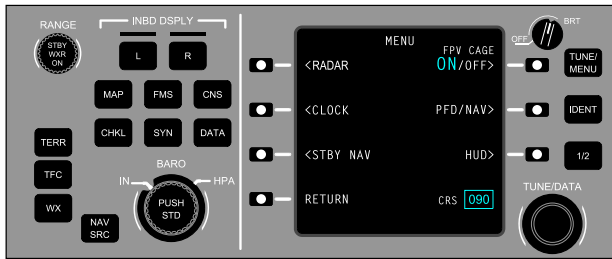 RANGE
STBY
WXR
ON
INBD DSPLY
L
R
MAP
FMS
CNS
CHKL
SYN
DATA
TERR
TFC
WX
NAV
SRC
BARO
IN
HPA
PUSH
STD
MENU
FPV CAGE
<RADAR
ON/OFF>
<CLOCK
PFD/NAV>
<STBY NAV
HUD>
RETURN
CRS 090
OFF
BRT
TUNE/
MENU
IDENT
1/2
TUNE/DATA